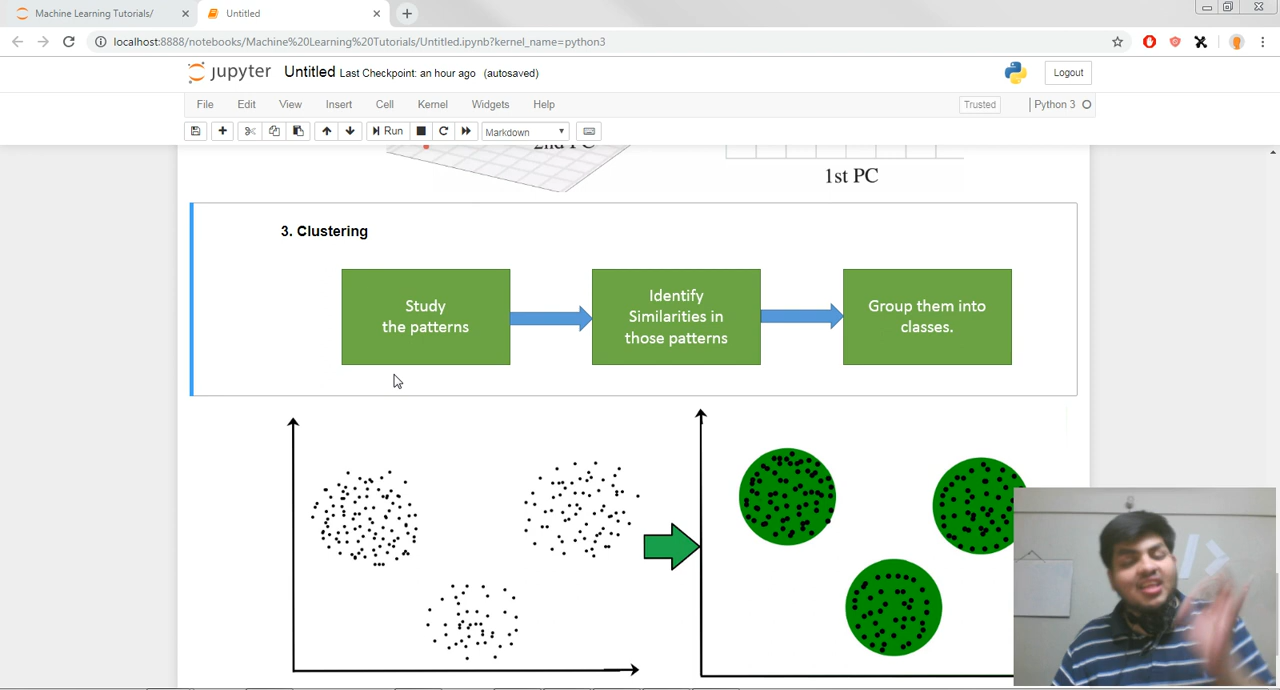 Machine Learning Tutorials/
Untitled
localhost:8888/notebooks/Machine%20Learning%20Tutorials/Untitled.ipynb?kernel_name=python3
jupyter Untitled Last Checkpoint: an hour ago (autosaved)
Logout
File Edit View Insert Cell Kernel Widgets Help
Trusted
Python 3
Run
Markdown
2nd PC
1st PC
3. Clustering
Study
the patterns
Identify
Similarities in
those patterns
Group them into
classes.